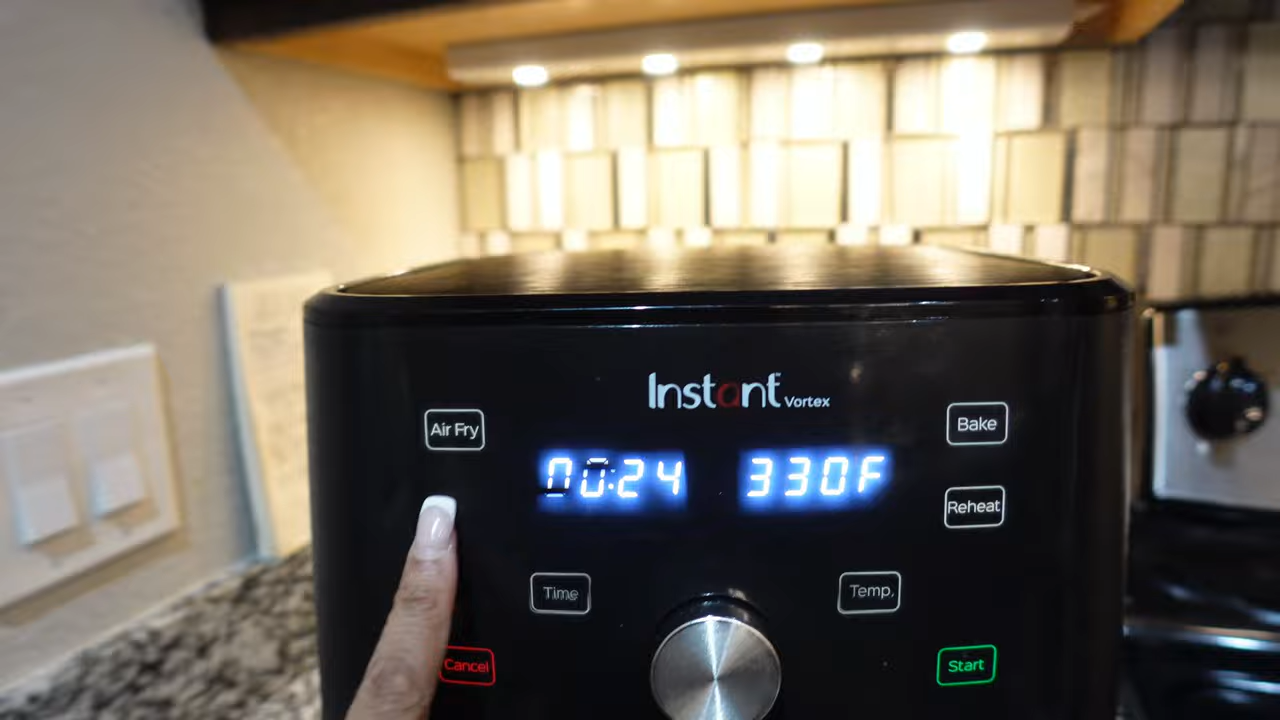 Instant Vortex
Air Fry
Bake
00:24 330F
Reheat
Time
Temp.
Cancel
Start